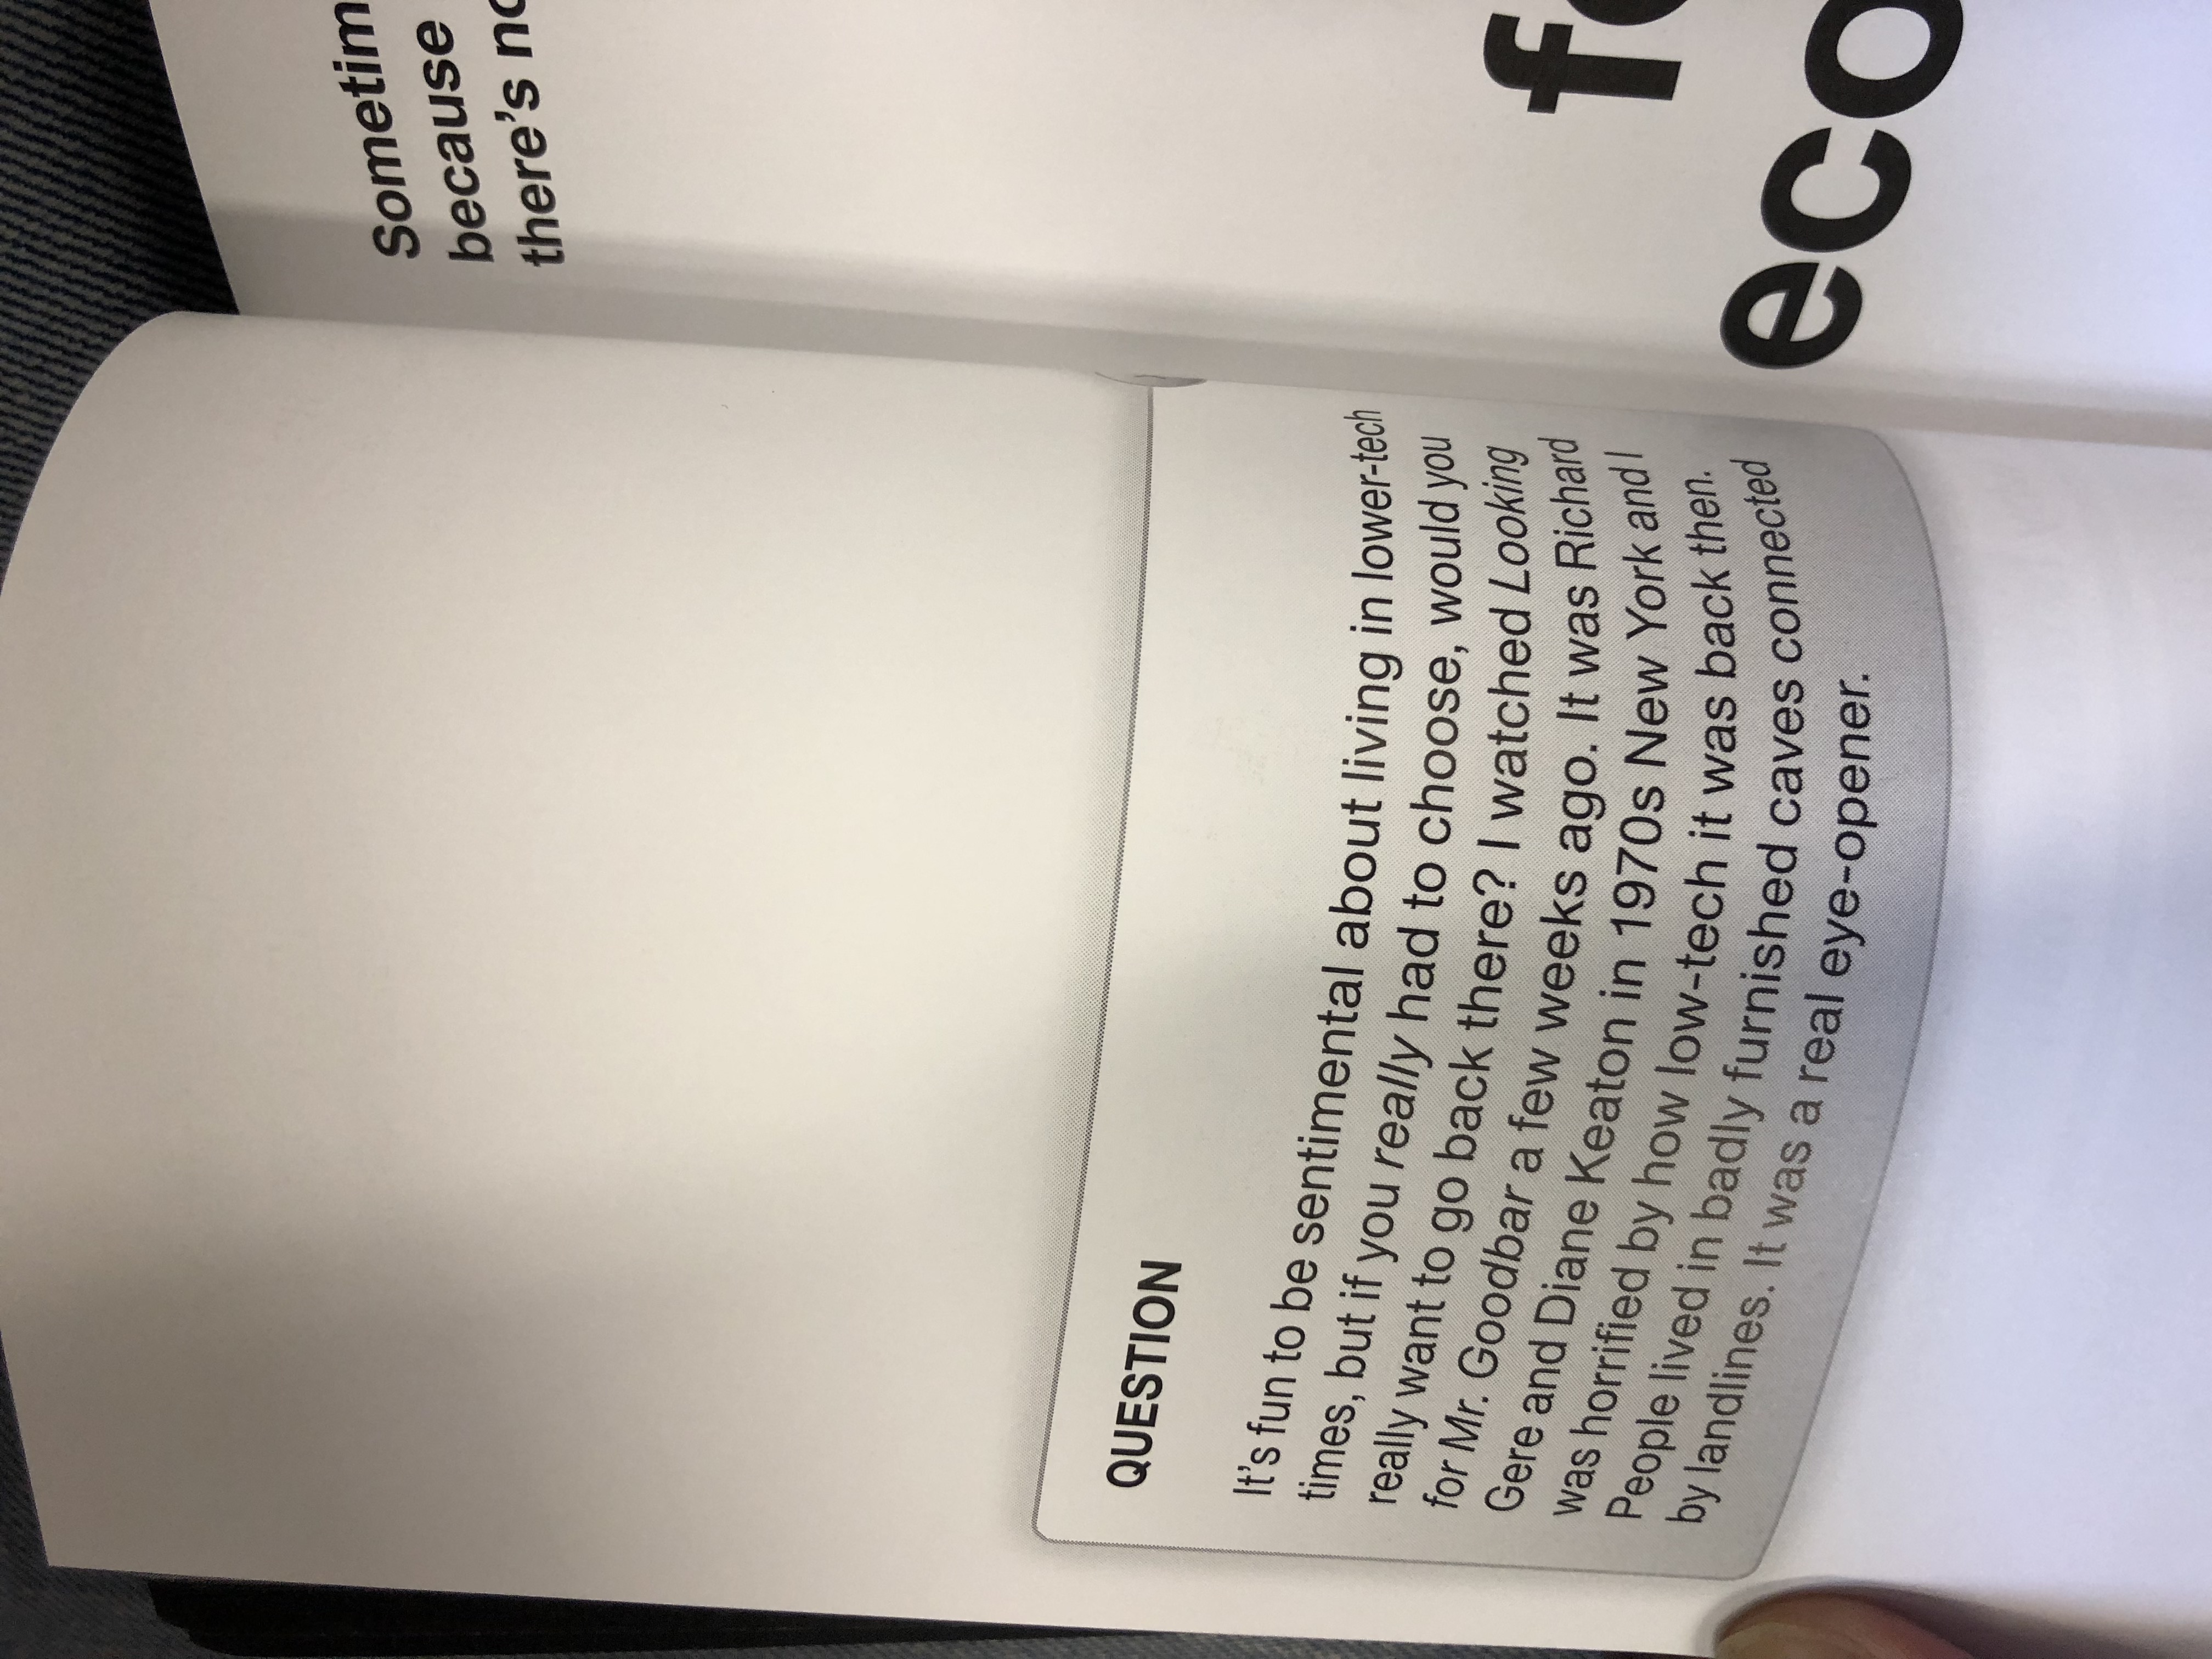 QUESTION
It's fun to be sentimental about living in lower-tech
times, but if you really had to choose, would you
really want to go back there? I watched Looking
for Mr. Goodbar a few weeks ago. It was Richard
Gere and Diane Keaton in 1970s New York and I
was horrified by how low-tech it was back then.
People lived in badly furnished caves connected
by landlines. It was a real eye-opener.
because
there's